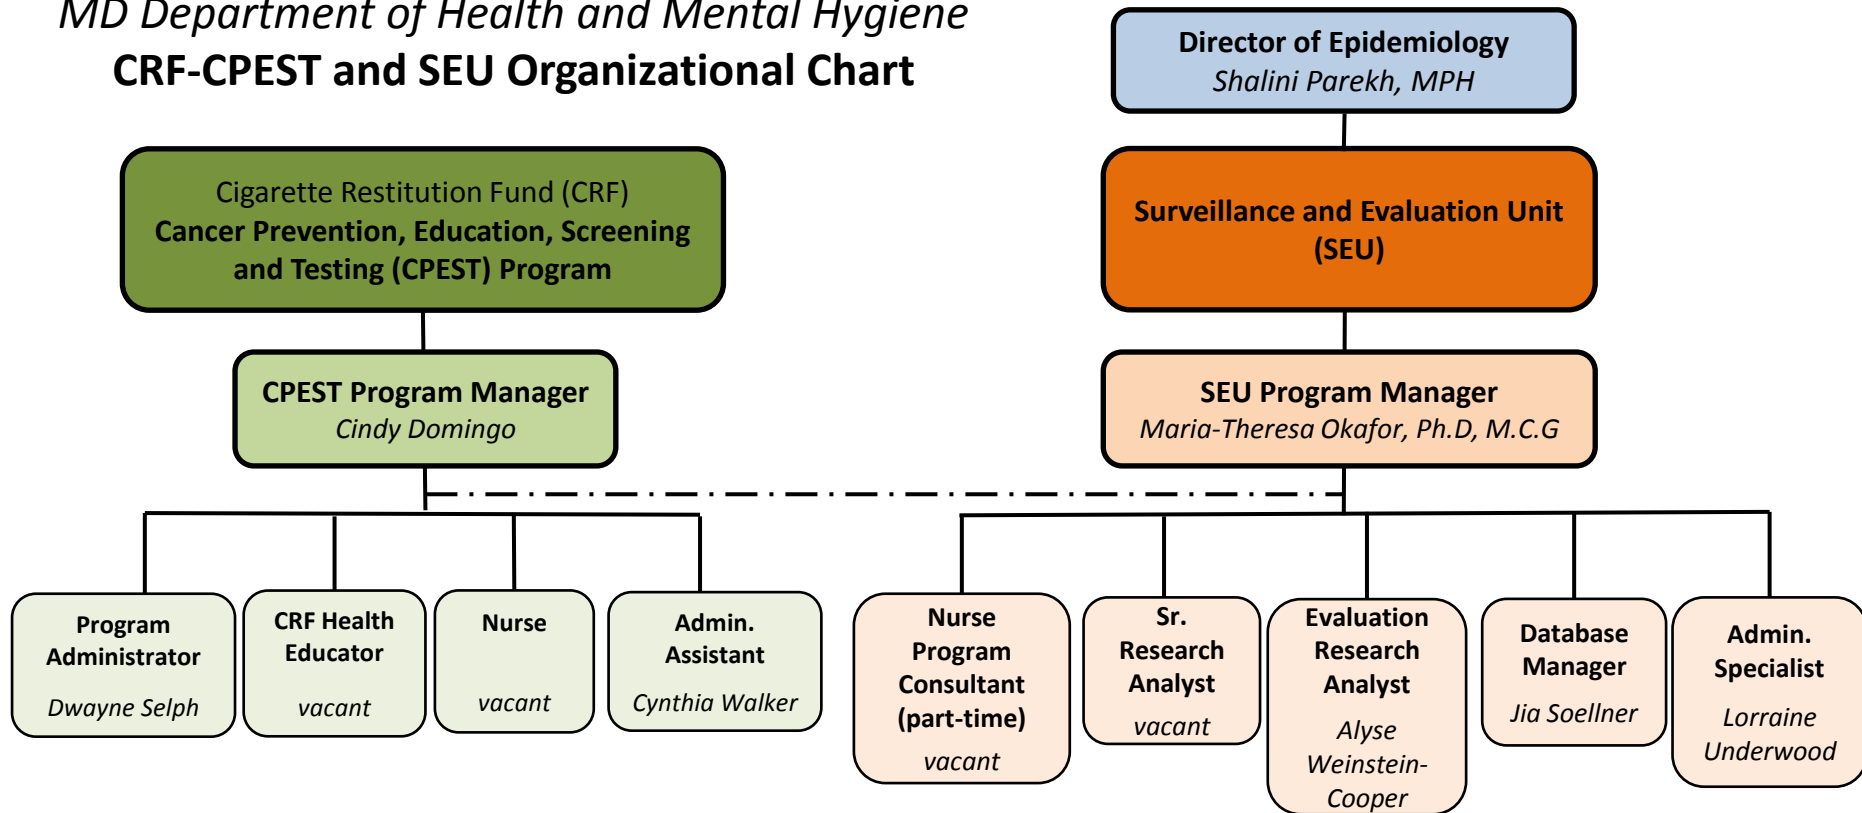 MD Department of Health and Mental Hygiene
CRF-CPEST and SEU Organizational Chart
Director of Epidemiology
Shalini Parekh, MPH
Cigarette Restitution Fund (CRF)
Cancer Prevention, Education, Screening
and Testing (CPEST) Program
Surveillance and Evaluation Unit
(SEU)
CPEST Program Manager
Cindy Domingo
SEU Program Manager
Maria-Theresa Okafor, Ph.D, M.C.G
Program
Administrator
Dwayne Selph
CRF Health
Educator
vacant
Nurse
vacant
Admin.
Assistant
Cynthia Walker
Nurse
Program
Consultant
(part-time)
vacant
Sr.
Research
Analyst
vacant
Evaluation
Research
Analyst
Alyse
Weinstein-
Cooper
Database
Manager
Jia Soellner
Admin.
Specialist
Lorraine
Underwood